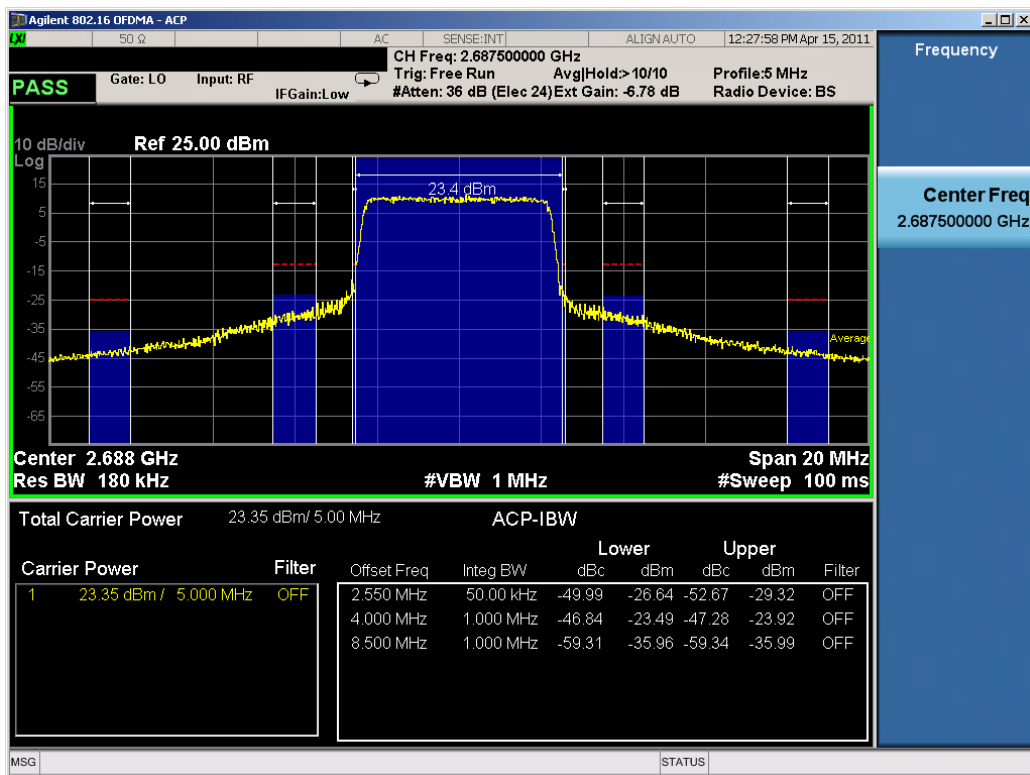 Agilent 802.16 OFDMA - ACP
LXI 50 Ω AC SENSE:INT ALIGN AUTO 12:27:58 PM Apr 15, 2011
CH Freq: 2.687500000 GHz
PASS Gate: LO Input: RF Trig: Free Run Avg|Hold:> 10/10 Profile:5 MHz
IFGain:Low #Atten: 36 dB (Elec 24) Ext Gain: -6.78 dB Radio Device: BS
Frequency
Center Freq
2.687500000 GHz
10 dB/div Ref 25.00 dBm
Log
15
5
-5
-15
-25
-35
-45
-55
-65
23.4 dBm
Average
Center 2.688 GHz Span 20 MHz
Res BW 180 kHz #VBW 1 MHz #Sweep 100 ms
Total Carrier Power 23.35 dBm/ 5.00 MHz ACP-IBW
Lower Upper
Carrier Power Filter Offset Freq Integ BW dBc dBm dBc dBm Filter
1 23.35 dBm / 5.000 MHz OFF 2.550 MHz 50.00 kHz -49.99 -26.64 -52.67 -29.32 OFF
4.000 MHz 1.000 MHz -46.84 -23.49 -47.28 -23.92 OFF
8.500 MHz 1.000 MHz -59.31 -35.96 -59.34 -35.99 OFF
MSG STATUS